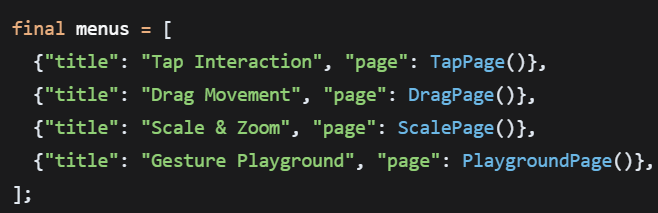 final menus = [
  {"title": "Tap Interaction", "page": TapPage()},
  {"title": "Drag Movement", "page": DragPage()},
  {"title": "Scale & Zoom", "page": ScalePage()},
  {"title": "Gesture Playground", "page": PlaygroundPage()},
];